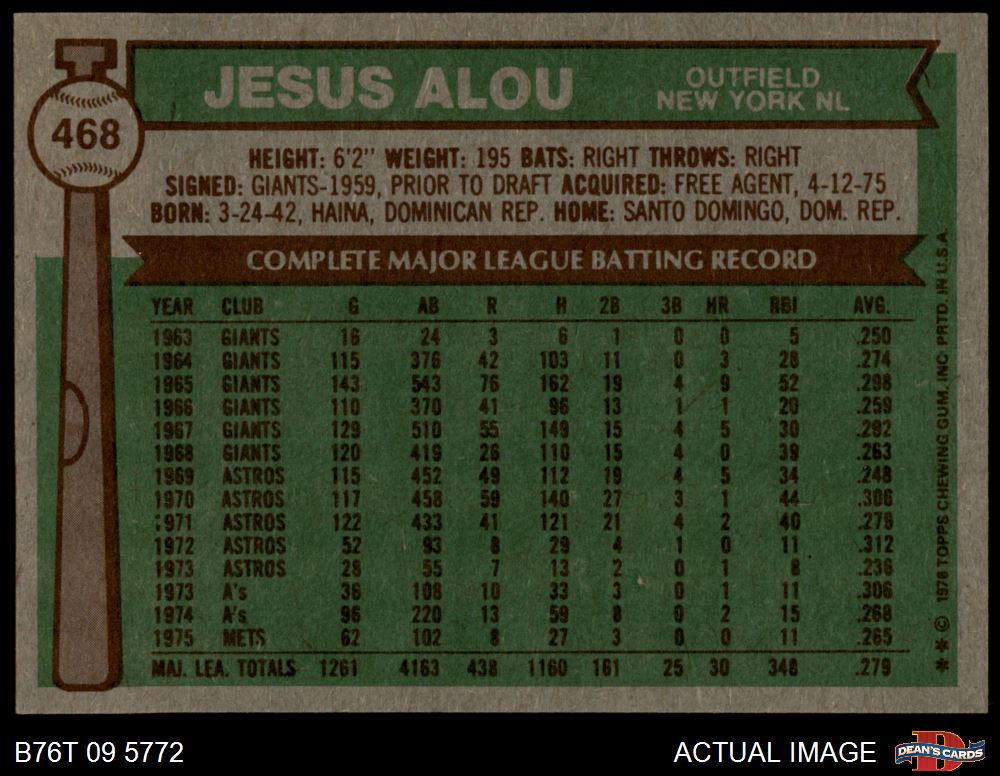 468
JESUS ALOU
OUTFIELD
NEW YORK NL
HEIGHT: 6'2" WEIGHT: 195 BATS: RIGHT THROWS: RIGHT
SIGNED: GIANTS-1959, PRIOR TO DRAFT ACQUIRED: FREE AGENT, 4-12-75
BORN: 3-24-42, HAINA, DOMINICAN REP. HOME: SANTO DOMINGO, DOM. REP.
COMPLETE MAJOR LEAGUE BATTING RECORD
YEAR CLUB G AB R H 2B 3B HR RBI AVG.
1963 GIANTS 16 24 3 6 1 0 0 5 .250
1964 GIANTS 115 376 42 103 11 0 3 28 .274
1965 GIANTS 143 543 76 162 19 4 9 52 .298
1966 GIANTS 110 370 41 96 13 1 1 20 .259
1967 GIANTS 129 510 55 149 15 4 5 30 .292
1968 GIANTS 120 419 26 110 15 4 0 39 .263
1969 ASTROS 115 452 49 112 19 4 5 34 .248
1970 ASTROS 117 458 59 140 27 3 1 44 .306
1971 ASTROS 122 433 41 121 21 4 2 40 .279
1972 ASTROS 52 93 8 29 4 1 0 11 .312
1973 ASTROS 28 55 7 13 2 0 1 8 .236
1973 A's 36 108 10 33 3 0 1 11 .306
1974 A's 96 220 13 59 8 0 2 15 .268
1975 METS 62 102 8 27 3 0 0 11 .265
MAJ. LEA. TOTALS 1261 4163 438 1160 161 25 30 348 .279
* * © 1976 TOPPS CHEWING GUM, INC. PRTD. IN U.S.A.
B76T 09 5772
ACTUAL IMAGE
DEAN'S CARDS